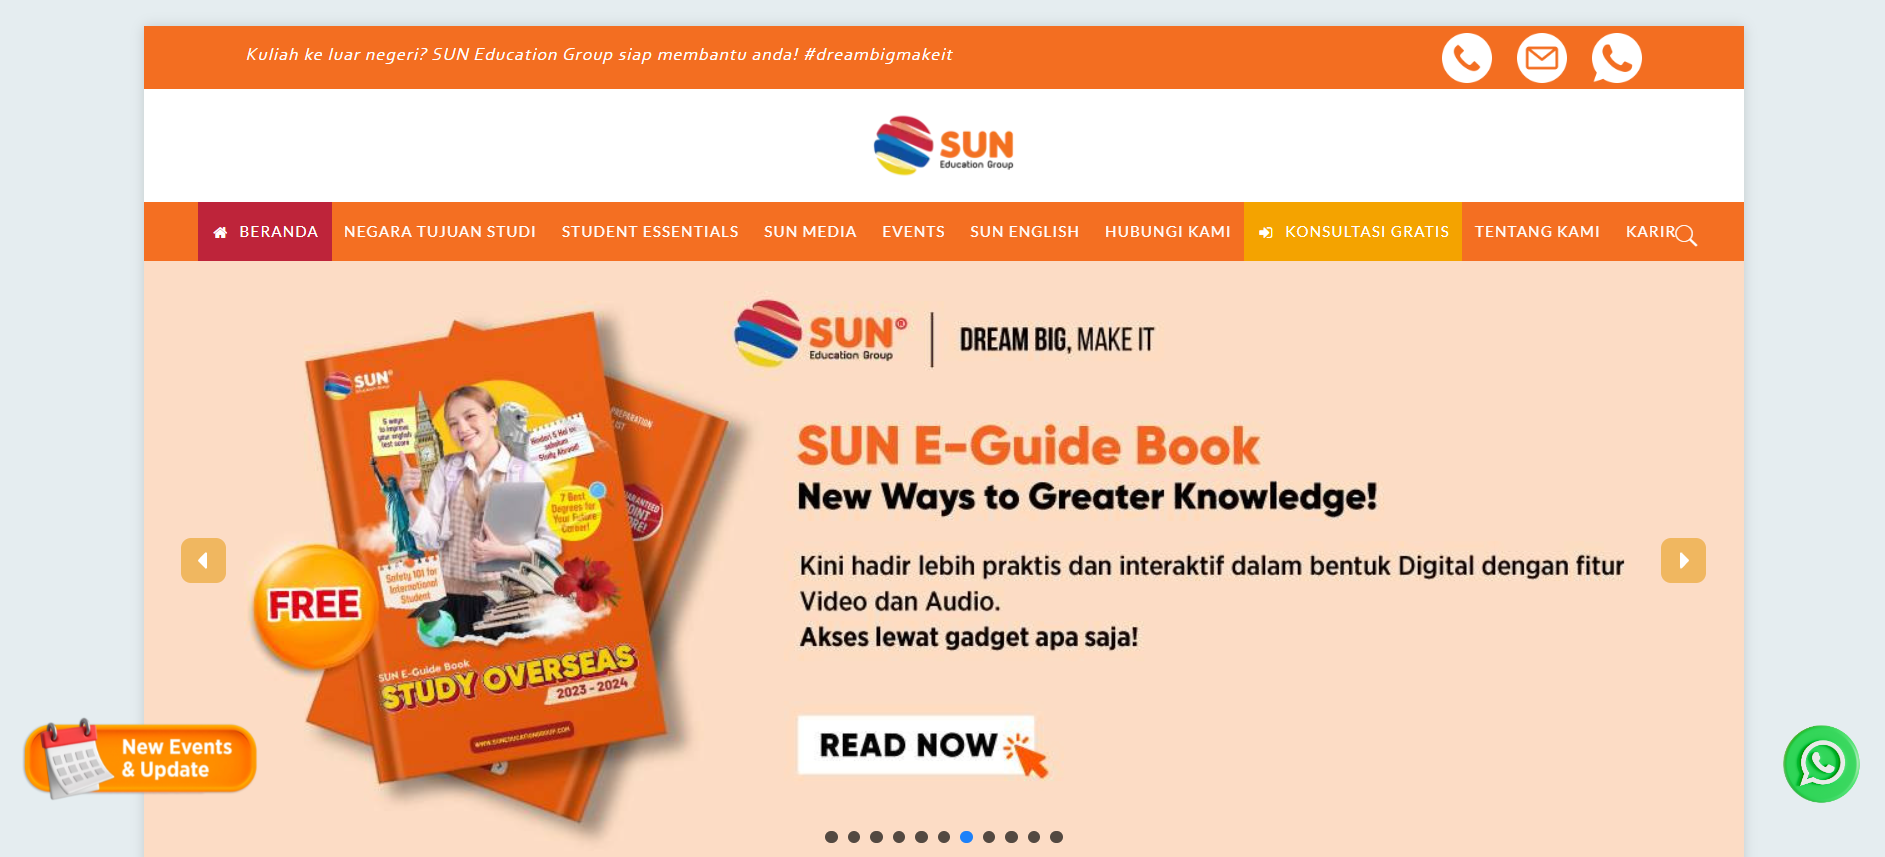 Kuliah ke luar negeri? SUN Education Group siap membantu anda! #dreambigmakeit
SUN
Education Group
BERANDA NEGARA TUJUAN STUDI STUDENT ESSENTIALS SUN MEDIA EVENTS SUN ENGLISH HUBUNGI KAMI KONSULTASI GRATIS TENTANG KAMI KARIR
SUN®
Education Group
DREAM BIG, MAKE IT
SUN E-Guide Book
New Ways to Greater Knowledge!
Kini hadir lebih praktis dan interaktif dalam bentuk Digital dengan fitur
Video dan Audio.
Akses lewat gadget apa saja!
READ NOW
SUN®
5 ways
to improve
your english
test score
Hindari 5 Hal ini
sebelum
Study Abroad!
7 Best
Degrees for
Your Future
Career!
Safety 101 for
International
Student
FREE
SUN E-Guide Book
STUDY OVERSEAS
2023 - 2024
WWW.SUNEDUCATIONGROUP.COM
PREPARATION
New Events
& Update